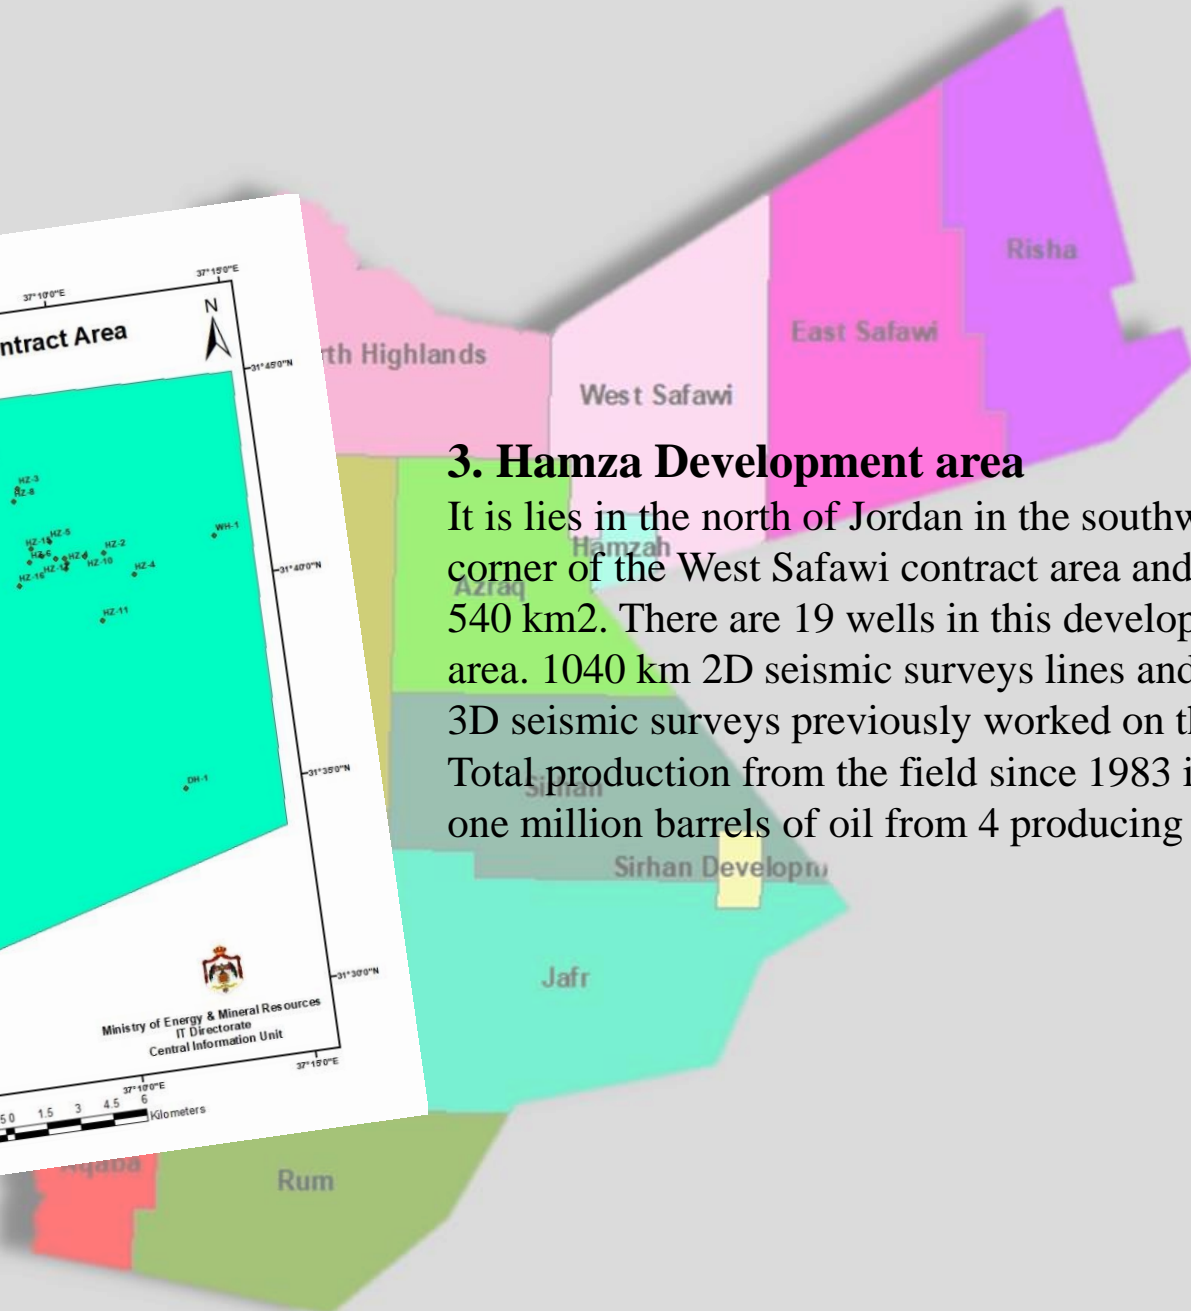 37°10'0"E
37°15'0"E
ntract Area
N
31°45'0"N
HZ-3
HZ-8
HZ-5
HZ-2
WH-1
HZ-10
HZ-4
HZ-16
HZ-11
31°40'0"N
31°35'0"N
DH-1
31°30'0"N
Ministry of Energy & Mineral Resources
IT Directorate
Central Information Unit
37°10'0"E
37°15'0"E
1.5 3 4.5 6
Kilometers
rth Highlands
West Safawi
East Safawi
Risha
Hamzah
Azraq
Sirhan
Sirhan Developm
Jafr
Aqaba
Rum
3. Hamza Development area
It is lies in the north of Jordan in the southw
corner of the West Safawi contract area and
540 km2. There are 19 wells in this develop
area. 1040 km 2D seismic surveys lines and
3D seismic surveys previously worked on th
Total production from the field since 1983 i
one million barrels of oil from 4 producing